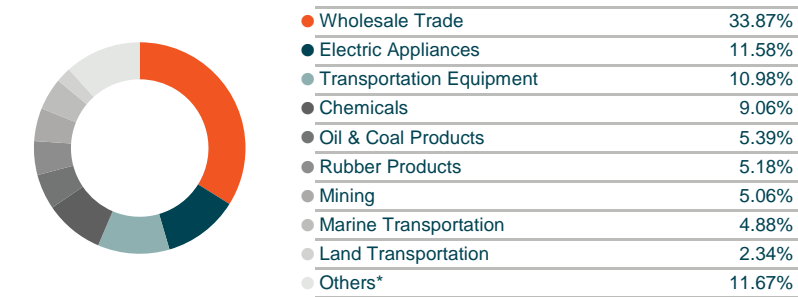 Wholesale Trade 33.87%
Electric Appliances 11.58%
Transportation Equipment 10.98%
Chemicals 9.06%
Oil & Coal Products 5.39%
Rubber Products 5.18%
Mining 5.06%
Marine Transportation 4.88%
Land Transportation 2.34%
Others* 11.67%